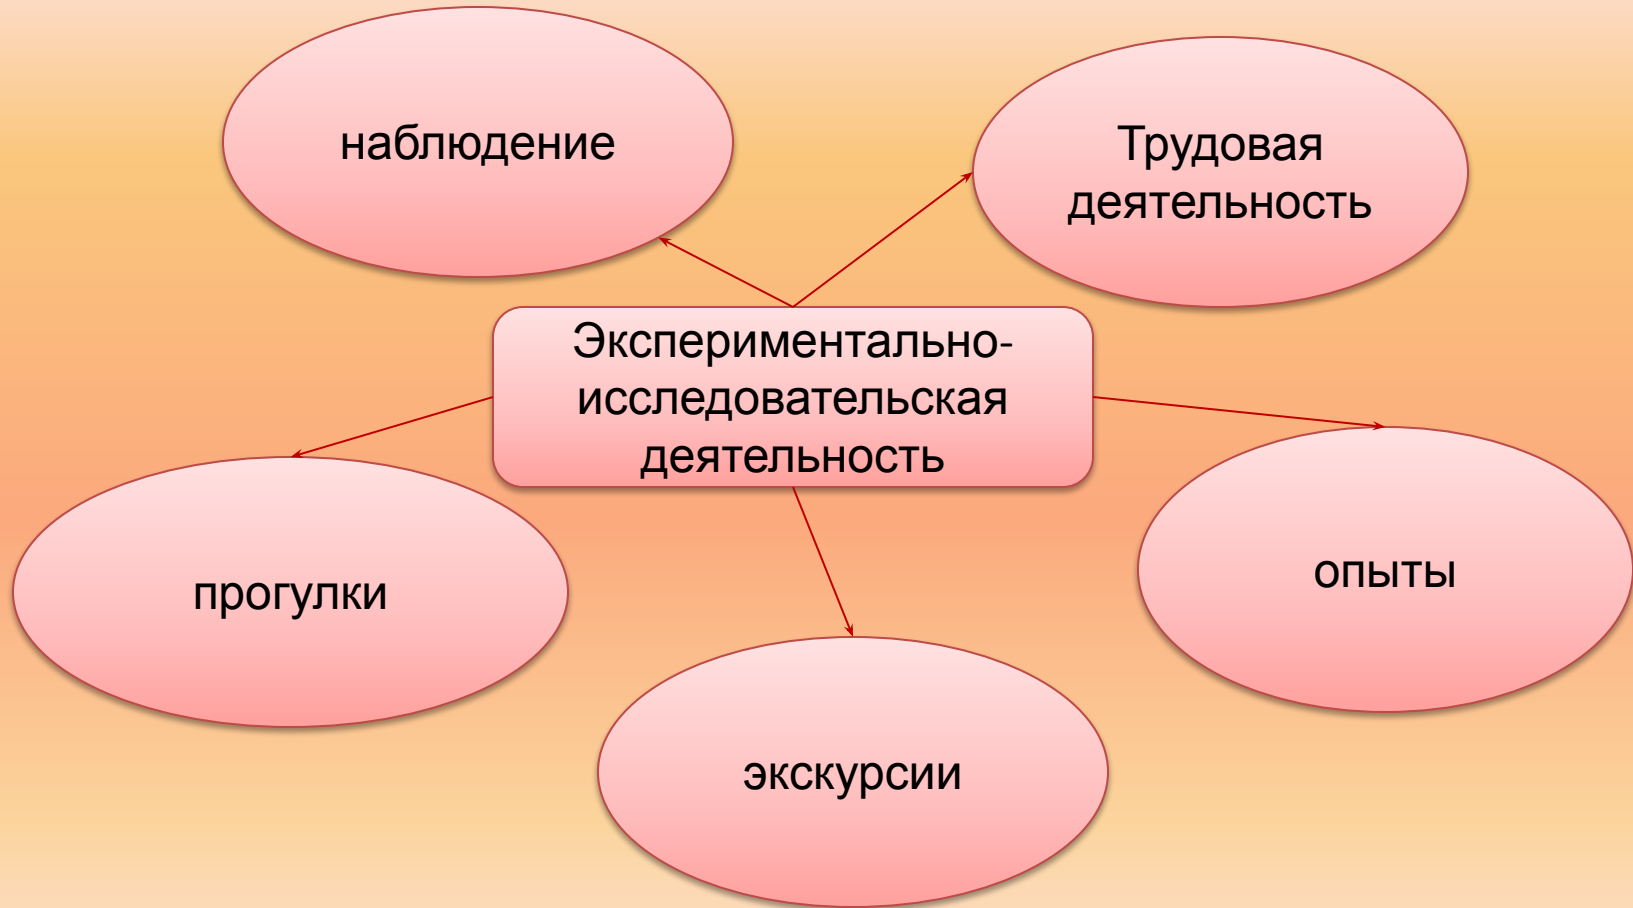 наблюдение
Трудовая
деятельность
Экспериментально-
исследовательская
деятельность
прогулки
опыты
экскурсии